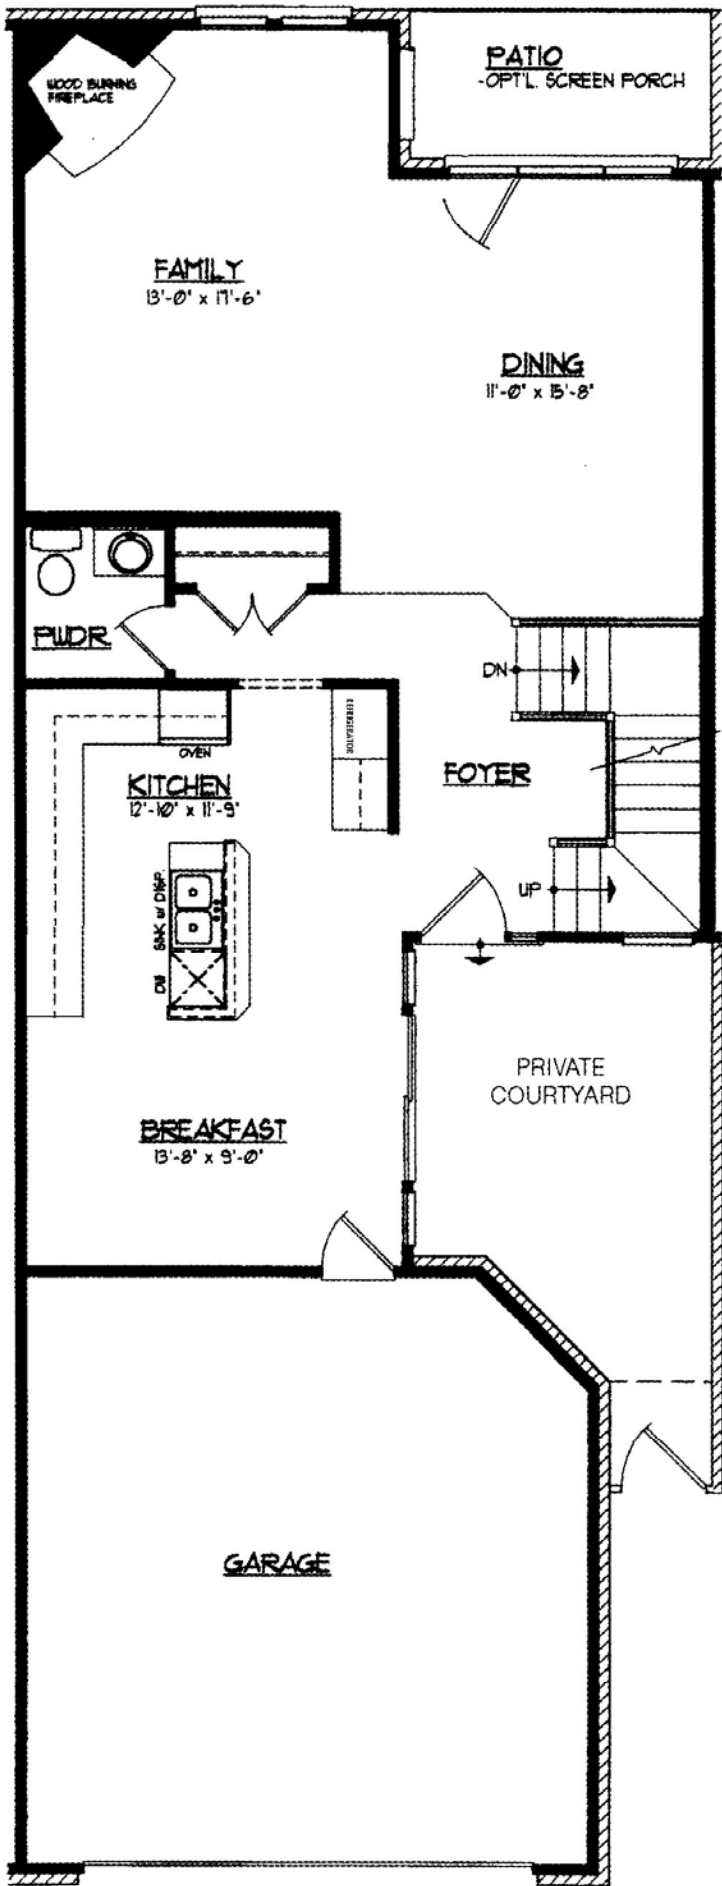 PATIO
-OPT'L. SCREEN PORCH
WOOD BURNING
FIREPLACE
FAMILY
13'-0" x 17'-6"
DINING
11'-0" x 15'-8"
PWDR.
DN
REFRIGERATOR
OVEN
KITCHEN
12'-10" x 11'-9"
FOYER
UP
SINK w/ DISP.
DW
PRIVATE
COURTYARD
BREAKFAST
13'-8" x 9'-0"
GARAGE